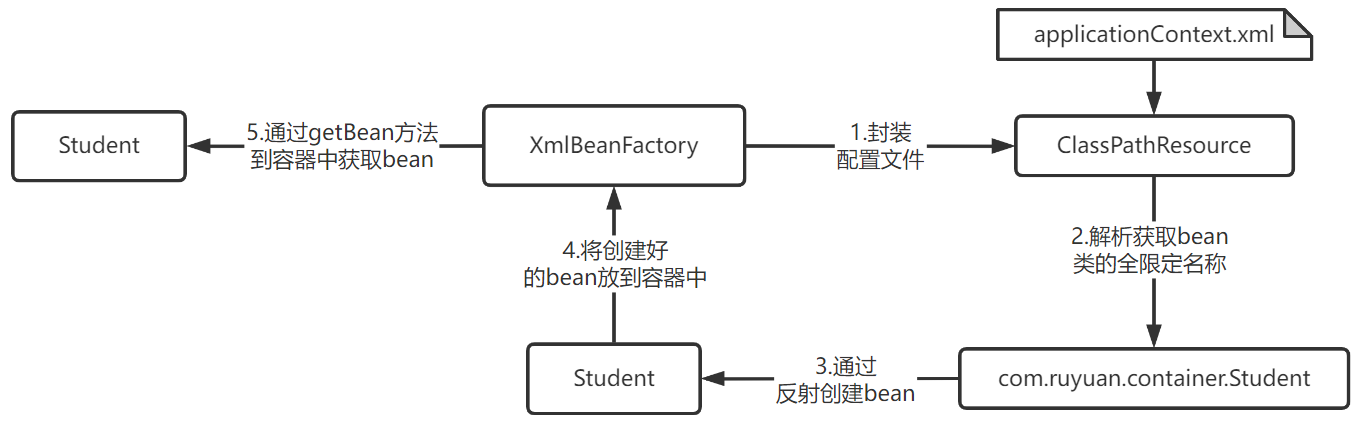 applicationContext.xml
Student
5.通过getBean方法
到容器中获取bean
XmlBeanFactory
1.封装
配置文件
ClassPathResource
2.解析获取bean
类的全限定名称
4.将创建好
的bean放到容器中
Student
3.通过
反射创建bean
com.ruyuan.container.Student